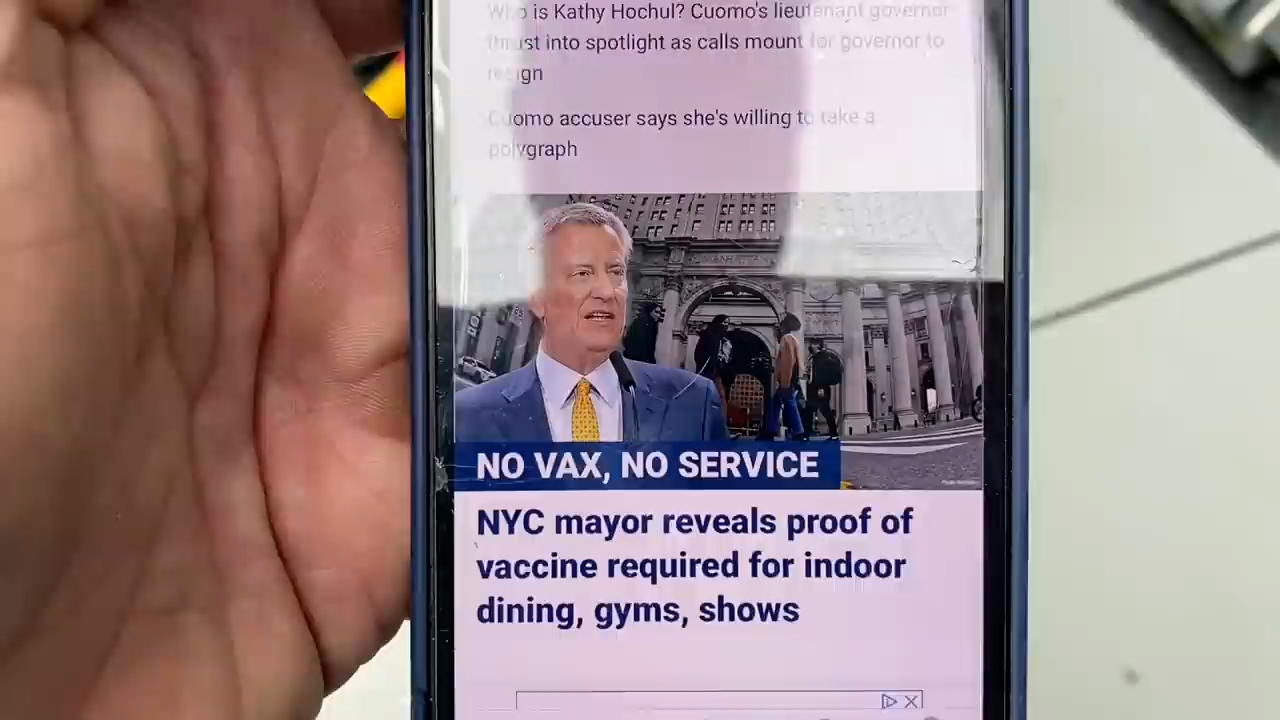 Who is Kathy Hochul? Cuomo's lieutenant governor
thrust into spotlight as calls mount for governor to
resign
Cuomo accuser says she's willing to take a
polygraph
NO VAX, NO SERVICE
NYC mayor reveals proof of
vaccine required for indoor
dining, gyms, shows